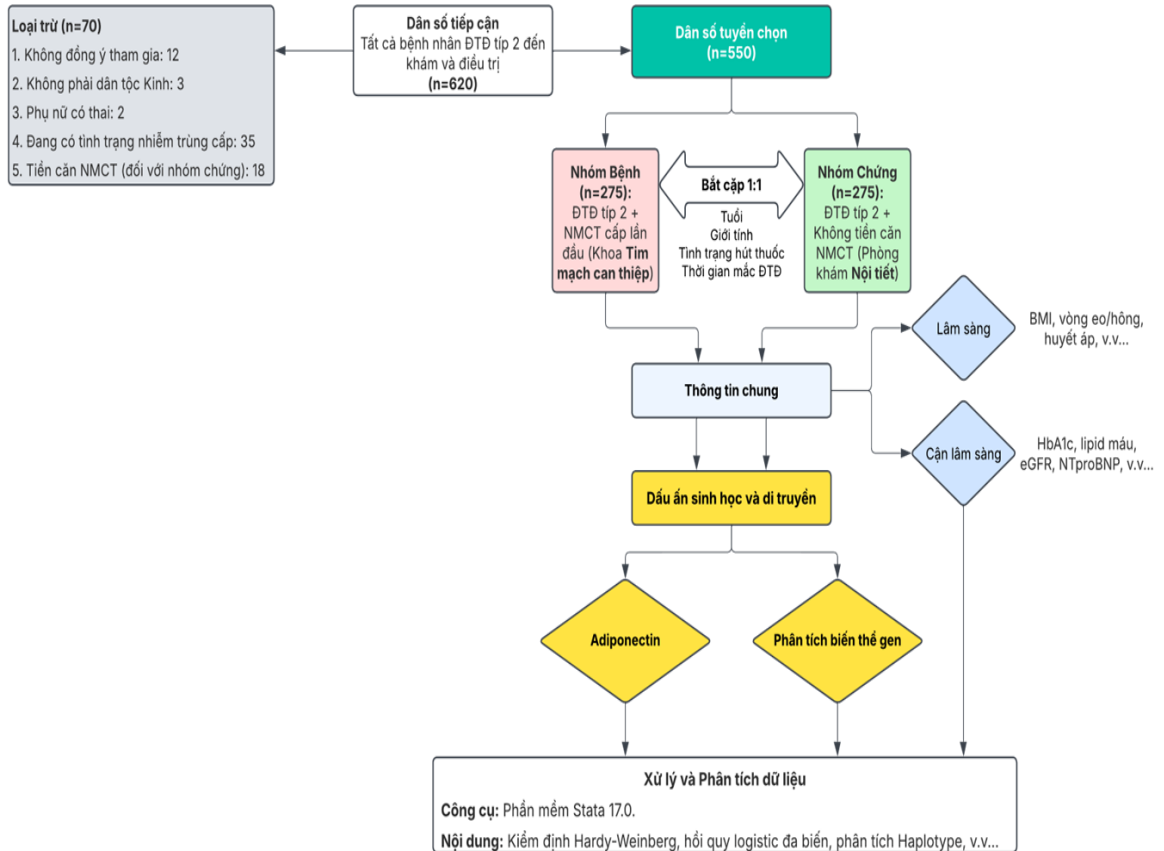 Loại trừ (n=70)
1. Không đồng ý tham gia: 12
2. Không phải dân tộc Kinh: 3
3. Phụ nữ có thai: 2
4. Đang có tình trạng nhiễm trùng cấp: 35
5. Tiền căn NMCT (đối với nhóm chứng): 18
Dân số tiếp cận
Tất cả bệnh nhân ĐTĐ típ 2 đến
khám và điều trị
(n=620)
Dân số tuyển chọn
(n=550)
Nhóm Bệnh
(n=275):
ĐTĐ típ 2 +
NMCT cấp lần
đầu (Khoa Tim
mạch can thiệp)
Bắt cặp 1:1
Tuổi
Giới tính
Tình trạng hút thuốc
Thời gian mắc ĐTĐ
Nhóm Chứng
(n=275):
ĐTĐ típ 2 +
Không tiền căn
NMCT (Phòng
khám Nội tiết)
Lâm sàng
BMI, vòng eo/hông,
huyết áp, v.v...
Thông tin chung
Cận lâm sàng
HbA1c, lipid máu,
eGFR, NTproBNP, v.v...
Dấu ấn sinh học và di truyền
Adiponectin
Phân tích biến thể gen
Xử lý và Phân tích dữ liệu
Công cụ: Phần mềm Stata 17.0.
Nội dung: Kiểm định Hardy-Weinberg, hồi quy logistic đa biến, phân tích Haplotype, v.v...